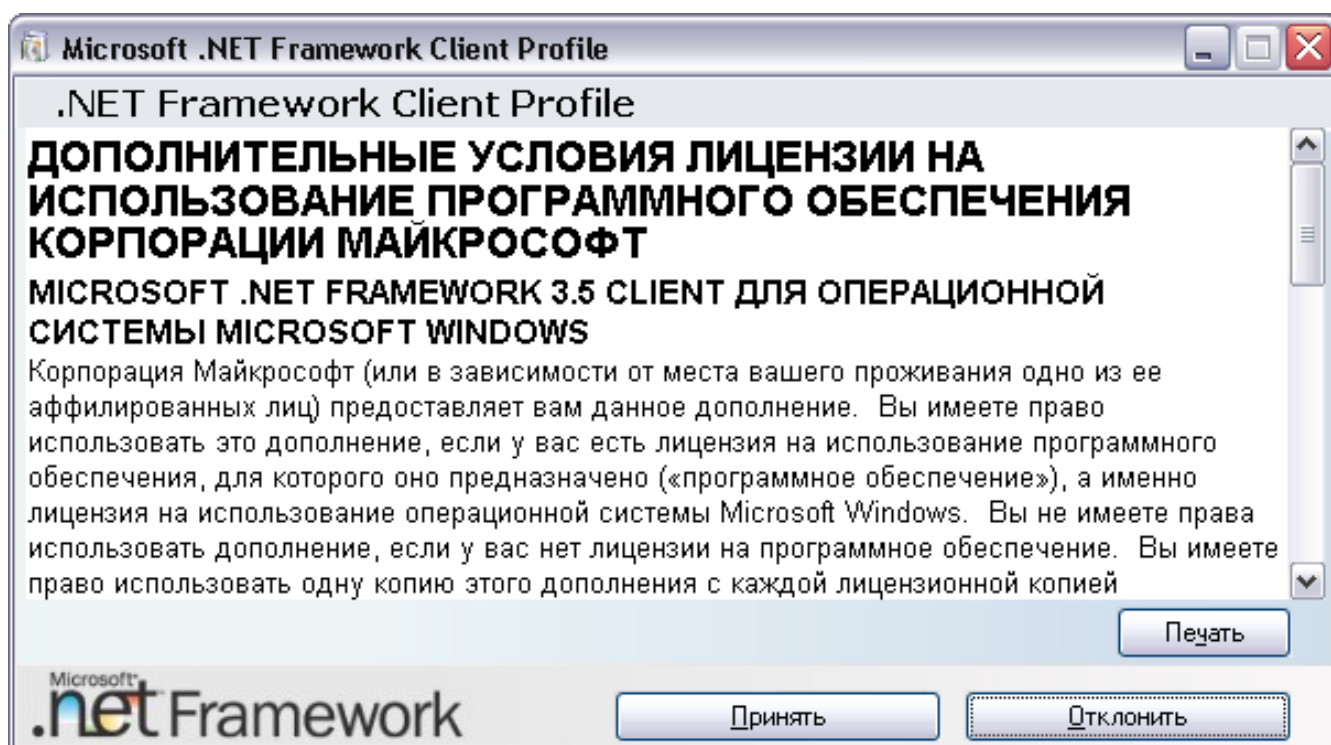 Microsoft .NET Framework Client Profile
.NET Framework Client Profile
ДОПОЛНИТЕЛЬНЫЕ УСЛОВИЯ ЛИЦЕНЗИИ НА
ИСПОЛЬЗОВАНИЕ ПРОГРАММНОГО ОБЕСПЕЧЕНИЯ
КОРПОРАЦИИ МАЙКРОСОФТ
MICROSOFT .NET FRAMEWORK 3.5 CLIENT ДЛЯ ОПЕРАЦИОННОЙ
СИСТЕМЫ MICROSOFT WINDOWS
Корпорация Майкрософт (или в зависимости от места вашего проживания одно из ее
аффилированных лиц) предоставляет вам данное дополнение.  Вы имеете право
использовать это дополнение, если у вас есть лицензия на использование программного
обеспечения, для которого оно предназначено («программное обеспечение»), а именно
лицензия на использование операционной системы Microsoft Windows.  Вы не имеете права
использовать дополнение, если у вас нет лицензии на программное обеспечение.  Вы имеете
право использовать одну копию этого дополнения с каждой лицензионной копией
Печать
Microsoft
.net Framework
Принять
Отклонить